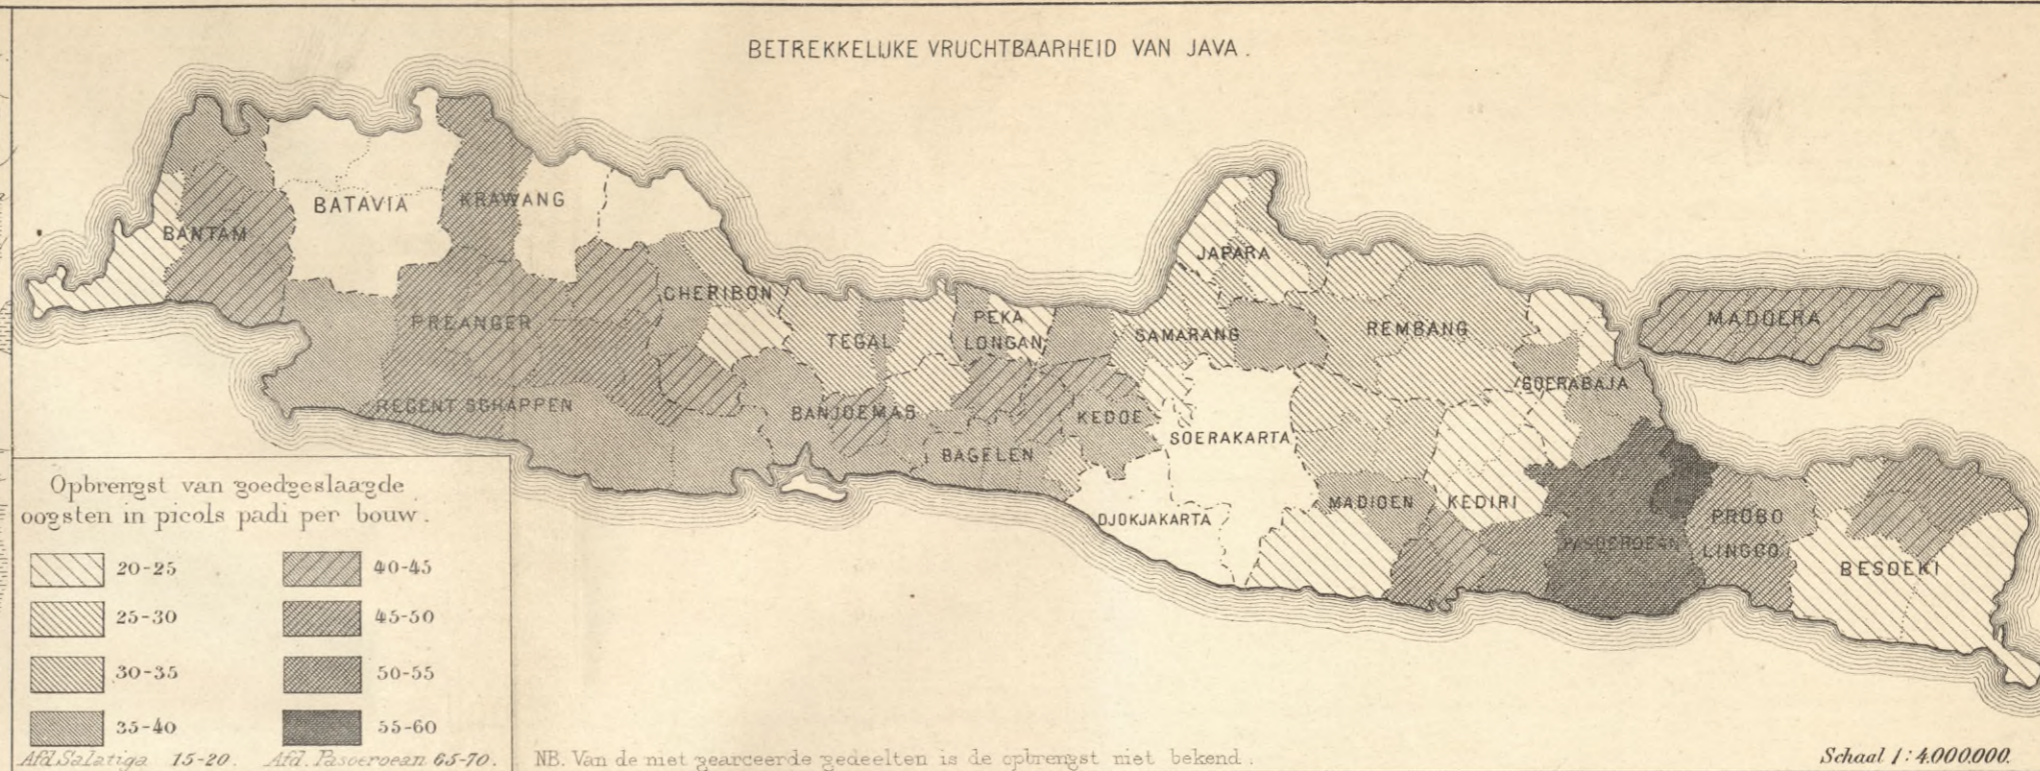 BETREKKELIJKE VRUCHTBAARHEID VAN JAVA.
BANTAM
BATAVIA
KRAWANG
PREANGER
REGENTSCHAPPEN
CHERIBON
TEGAL
PEKA
LONGAN
BANJOEMAS
BAGELEN
KEDOE
SAMARANG
JAPARA
REMBANG
SOERAKARTA
DJOKJAKARTA
MADIOEN
KEDIRI
SOERABAJA
MADOERA
PASOEROEAN
PROBO
LINGGO
BESOEKI
Opbrengst van goedgeslaagde
oogsten in picols padi per bouw.
20-25
25-30
30-35
35-40
40-45
45-50
50-55
55-60
Afd. Salatiga 15-20. Afd. Pasoeroean 65-70.
NB. Van de niet gearceerde gedeelten is de opbrengst niet bekend.
Schaal 1:4.000.000.